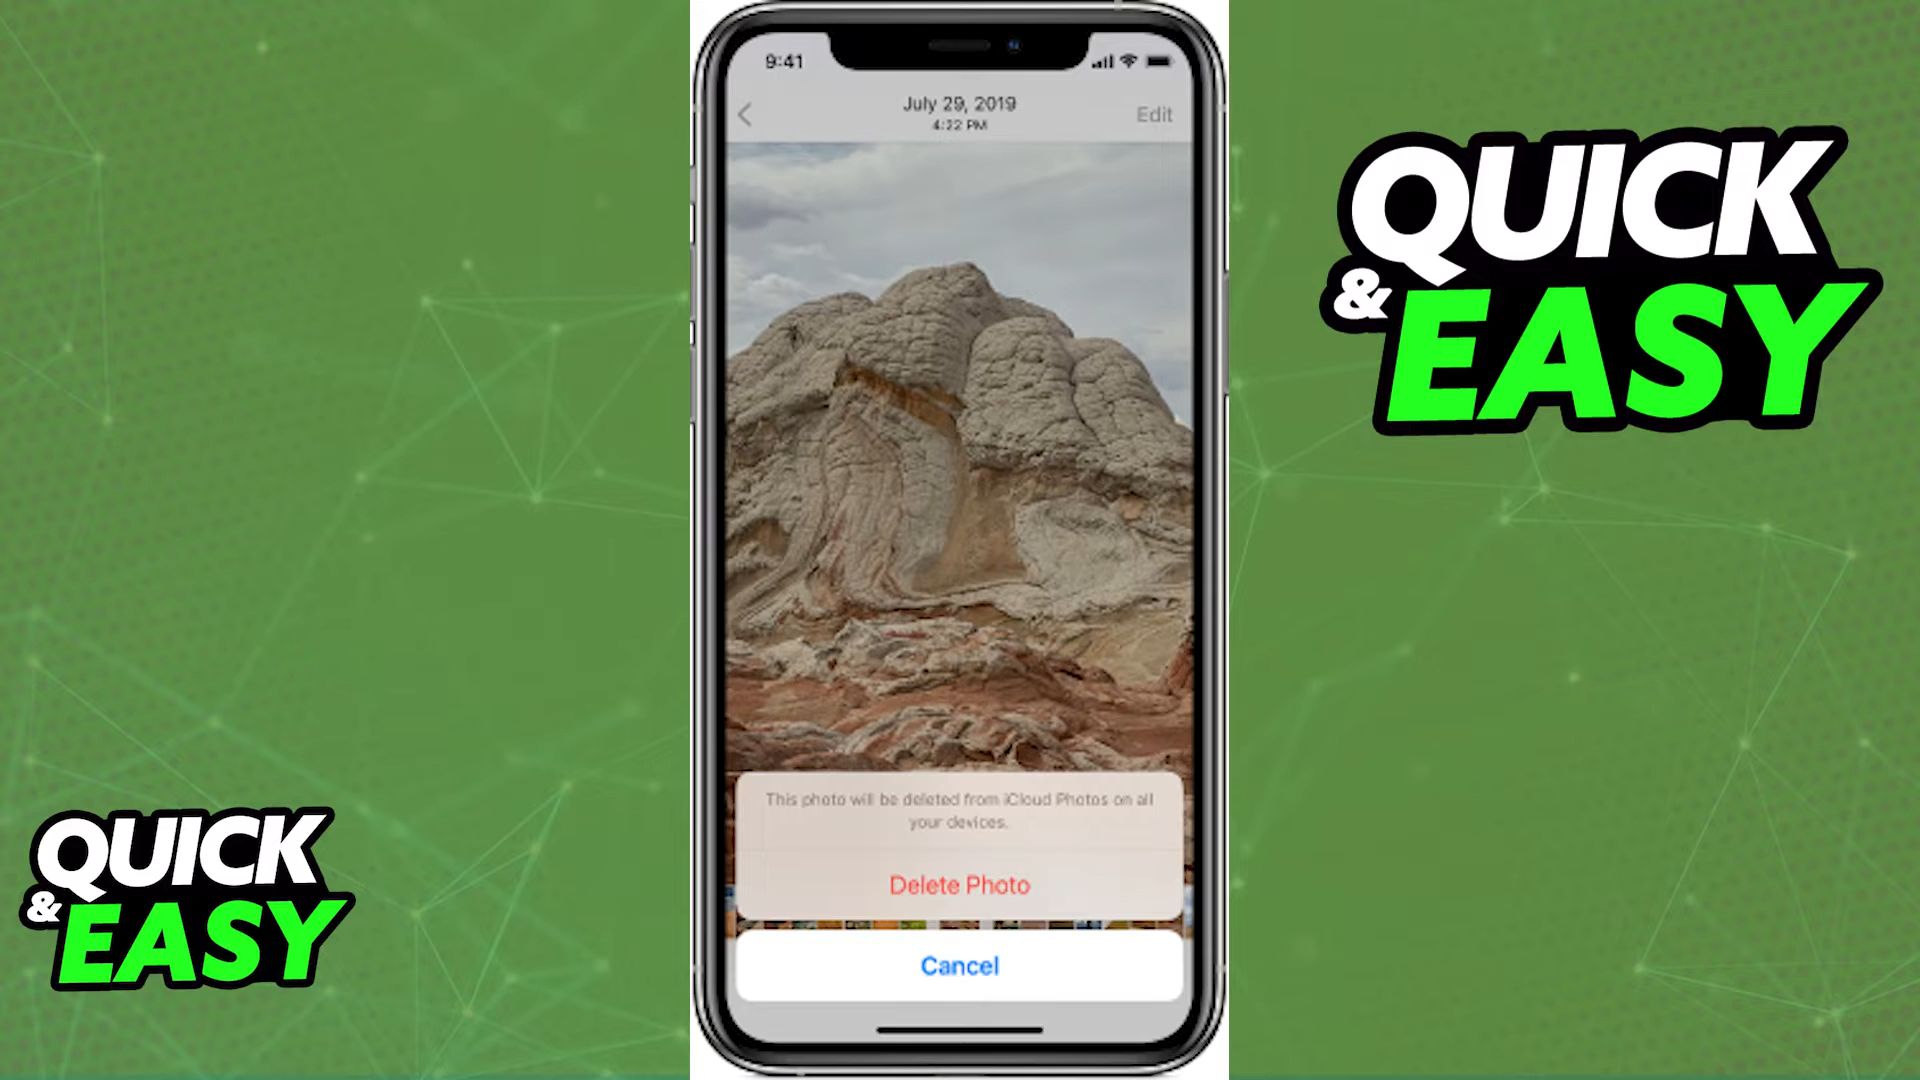 9:41
July 29, 2019
4:22 PM
Edit
This photo will be deleted from iCloud Photos on all
your devices.
Delete Photo
Cancel
QUICK
& EASY
QUICK
& EASY